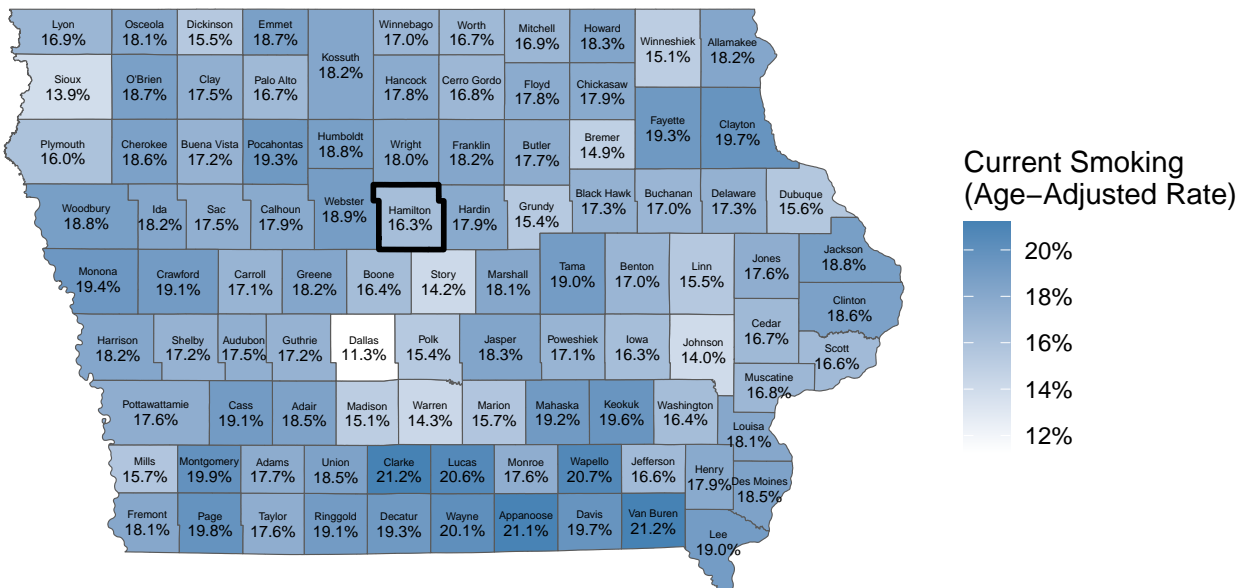 Lyon
16.9%
Osceola
18.1%
Dickinson
15.5%
Emmet
18.7%
Kossuth
18.2%
Winnebago
17.0%
Worth
16.7%
Mitchell
16.9%
Howard
18.3%
Winneshiek
15.1%
Allamakee
18.2%
Sioux
13.9%
O'Brien
18.7%
Clay
17.5%
Palo Alto
16.7%
Hancock
17.8%
Cerro Gordo
16.8%
Floyd
17.8%
Chickasaw
17.9%
Fayette
19.3%
Clayton
19.7%
Plymouth
16.0%
Cherokee
18.6%
Buena Vista
17.2%
Pocahontas
19.3%
Humboldt
18.8%
Wright
18.0%
Franklin
18.2%
Butler
17.7%
Bremer
14.9%
Woodbury
18.8%
Ida
18.2%
Sac
17.5%
Calhoun
17.9%
Webster
18.9%
Hamilton
16.3%
Hardin
17.9%
Grundy
15.4%
Black Hawk
17.3%
Buchanan
17.0%
Delaware
17.3%
Dubuque
15.6%
Monona
19.4%
Crawford
19.1%
Carroll
17.1%
Greene
18.2%
Boone
16.4%
Story
14.2%
Marshall
18.1%
Tama
19.0%
Benton
17.0%
Linn
15.5%
Jones
17.6%
Jackson
18.8%
Clinton
18.6%
Harrison
18.2%
Shelby
17.2%
Audubon
17.5%
Guthrie
17.2%
Dallas
11.3%
Polk
15.4%
Jasper
18.3%
Poweshiek
17.1%
Iowa
16.3%
Johnson
14.0%
Cedar
16.7%
Scott
16.6%
Muscatine
16.8%
Pottawattamie
17.6%
Cass
19.1%
Adair
18.5%
Madison
15.1%
Warren
14.3%
Marion
15.7%
Mahaska
19.2%
Keokuk
19.6%
Washington
16.4%
Louisa
18.1%
Mills
15.7%
Montgomery
19.9%
Adams
17.7%
Union
18.5%
Clarke
21.2%
Lucas
20.6%
Monroe
17.6%
Wapello
20.7%
Jefferson
16.6%
Henry
17.9%
Des Moines
18.5%
Fremont
18.1%
Page
19.8%
Taylor
17.6%
Ringgold
19.1%
Decatur
19.3%
Wayne
20.1%
Appanoose
21.1%
Davis
19.7%
Van Buren
21.2%
Lee
19.0%
Current Smoking
(Age−Adjusted Rate)
20%
18%
16%
14%
12%